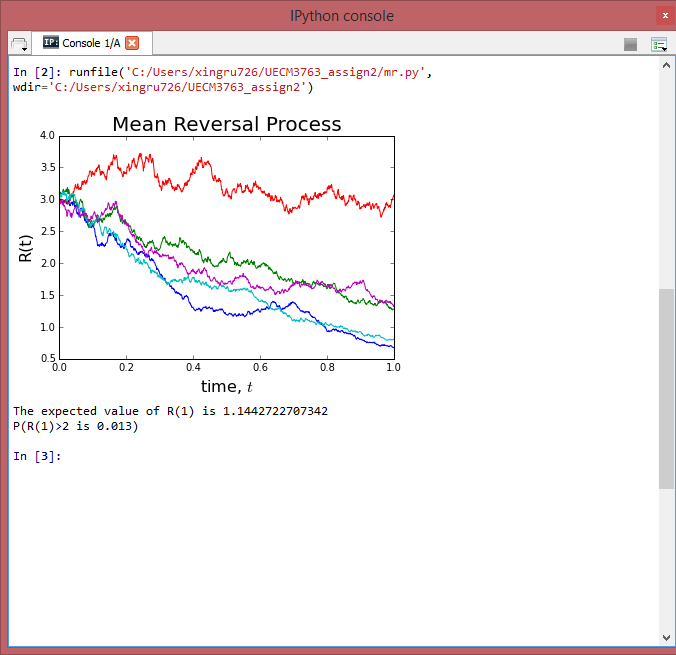 IPython console
IP: Console 1/A
In [2]: runfile('C:/Users/xingru726/UECM3763_assign2/mr.py',
wdir='C:/Users/xingru726/UECM3763_assign2')
Mean Reversal Process
4.0
3.5
3.0
2.5
2.0
1.5
1.0
0.5
R(t)
0.0 0.2 0.4 0.6 0.8 1.0
time, t
The expected value of R(1) is 1.1442722707342
P(R(1)>2 is 0.013)
In [3]: